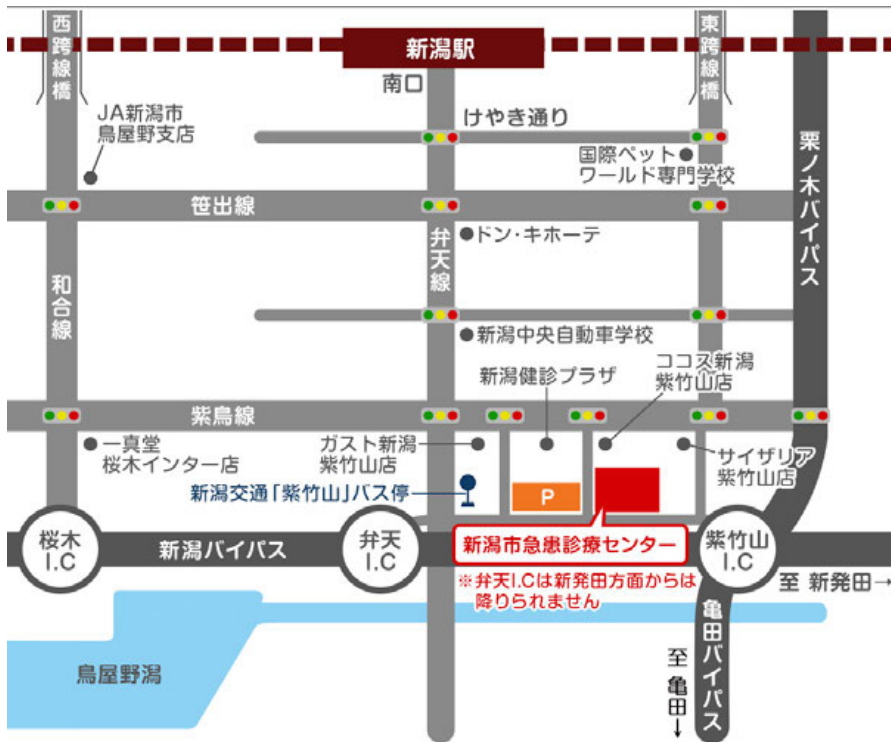 西跨線橋
新潟駅
東跨線橋
南口
JA新潟市
鳥屋野支店
けやき通り
国際ペット
ワールド専門学校
栗ノ木バイパス
笹出線
弁天線
ドン・キホーテ
和合線
新潟中央自動車学校
新潟健診プラザ
ココス新潟
紫竹山店
紫鳥線
一真堂
桜木インター店
ガスト新潟
紫竹山店
サイゼリア
紫竹山店
新潟交通「紫竹山」バス停
P
桜木
I.C
新潟バイパス
弁天
I.C
新潟市急患診療センター
紫竹山
I.C
※弁天I.Cは新発田方面からは
降りられません
至 新発田→
鳥屋野潟
至 亀田→
亀田バイパス